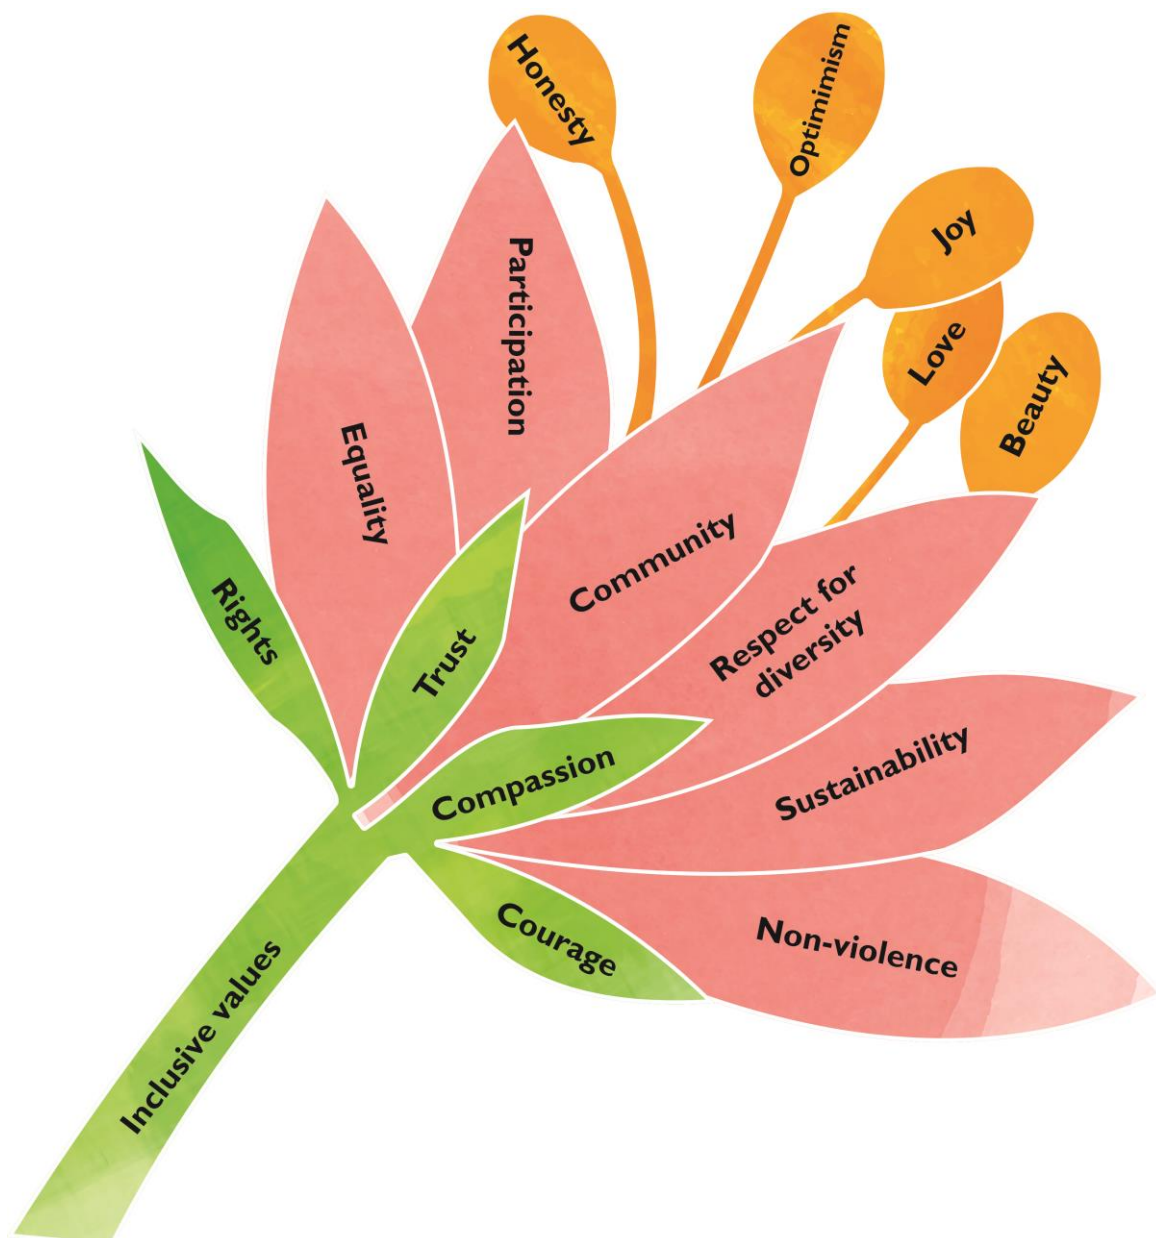 Honesty
Optimimism
Joy
Love
Beauty
Participation
Equality
Community
Respect for
diversity
Rights
Trust
Compassion
Sustainability
Courage
Non-violence
Inclusive values